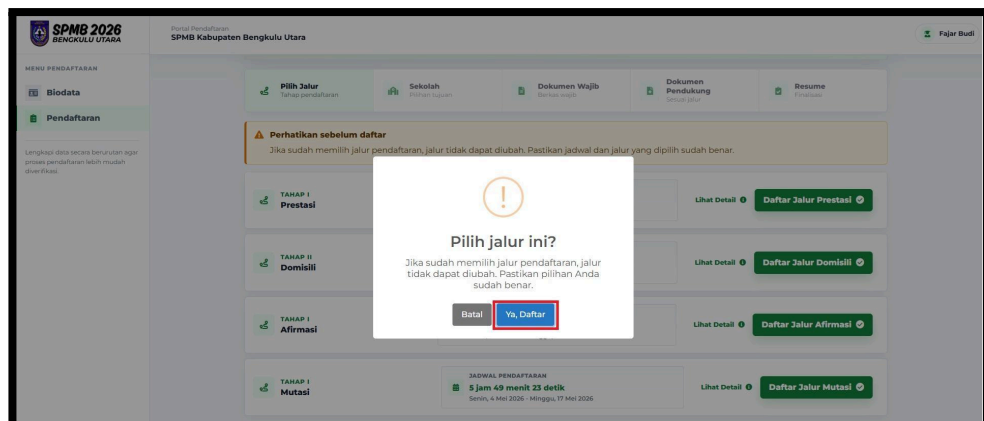 SPMB 2026
BENGKULU UTARA
Portal Pendaftaran
SPMB Kabupaten Bengkulu Utara
Fajar Budi
MENU PENDAFTARAN
Biodata
Pendaftaran
Lengkapi data secara berurutan agar
proses pendaftaran lebih mudah
diverifikasi.
Pilih Jalur
Tahap pendaftaran
Sekolah
Pilihan tujuan
Dokumen Wajib
Berkas wajib
Dokumen
Pendukung
Sesuai jalur
Resume
Finalisasi
Perhatikan sebelum daftar
Jika sudah memilih jalur pendaftaran, jalur tidak dapat diubah. Pastikan jadwal dan jalur yang dipilih sudah benar.
TAHAP I
Prestasi
Lihat Detail
Daftar Jalur Prestasi
TAHAP II
Domisili
Lihat Detail
Daftar Jalur Domisili
TAHAP I
Afirmasi
Lihat Detail
Daftar Jalur Afirmasi
TAHAP I
Mutasi
JADWAL PENDAFTARAN
5 jam 49 menit 23 detik
Senin, 4 Mei 2026 - Minggu, 17 Mei 2026
Lihat Detail
Daftar Jalur Mutasi
Pilih jalur ini?
Jika sudah memilih jalur pendaftaran, jalur
tidak dapat diubah. Pastikan pilihan Anda
sudah benar.
Batal
Ya, Daftar